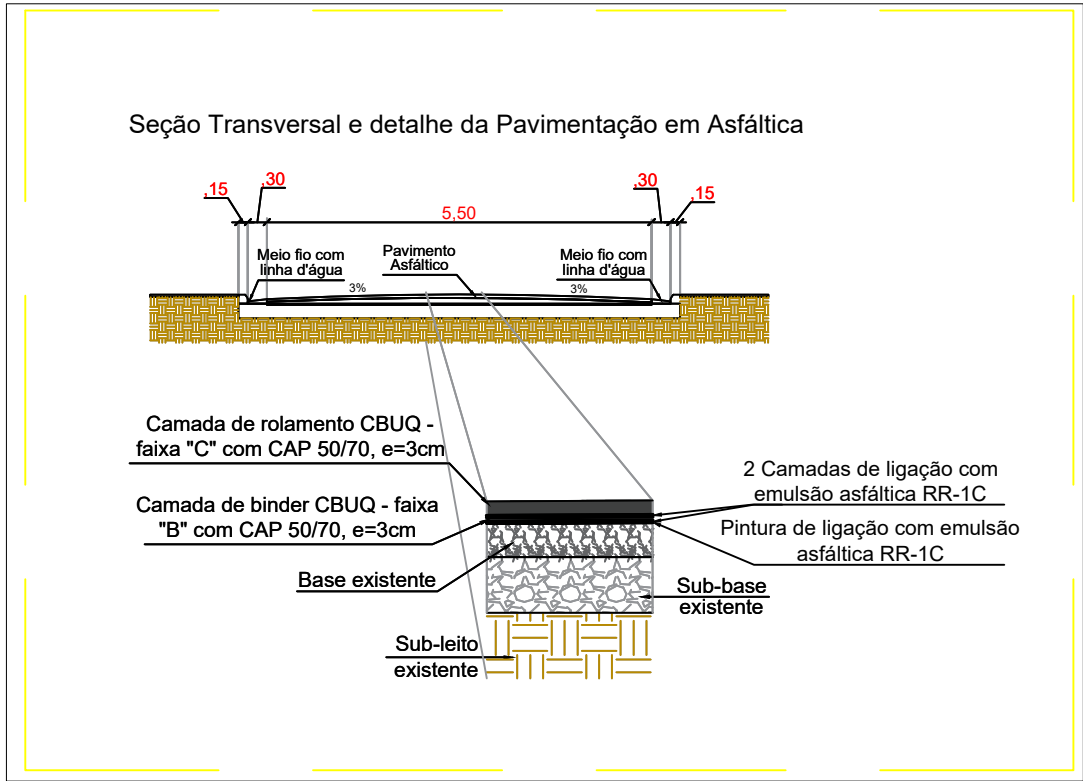 Seção Transversal e detalhe da Pavimentação em Asfáltica
,15
,30
5,50
,30
,15
Meio fio com
linha d'água
Pavimento
Asfáltico
Meio fio com
linha d'água
3%
3%
Camada de rolamento CBUQ -
faixa "C" com CAP 50/70, e=3cm
Camada de binder CBUQ - faixa
"B" com CAP 50/70, e=3cm
Base existente
Sub-leito
existente
2 Camadas de ligação com
emulsão asfáltica RR-1C
Pintura de ligação com emulsão
asfáltica RR-1C
Sub-base
existente